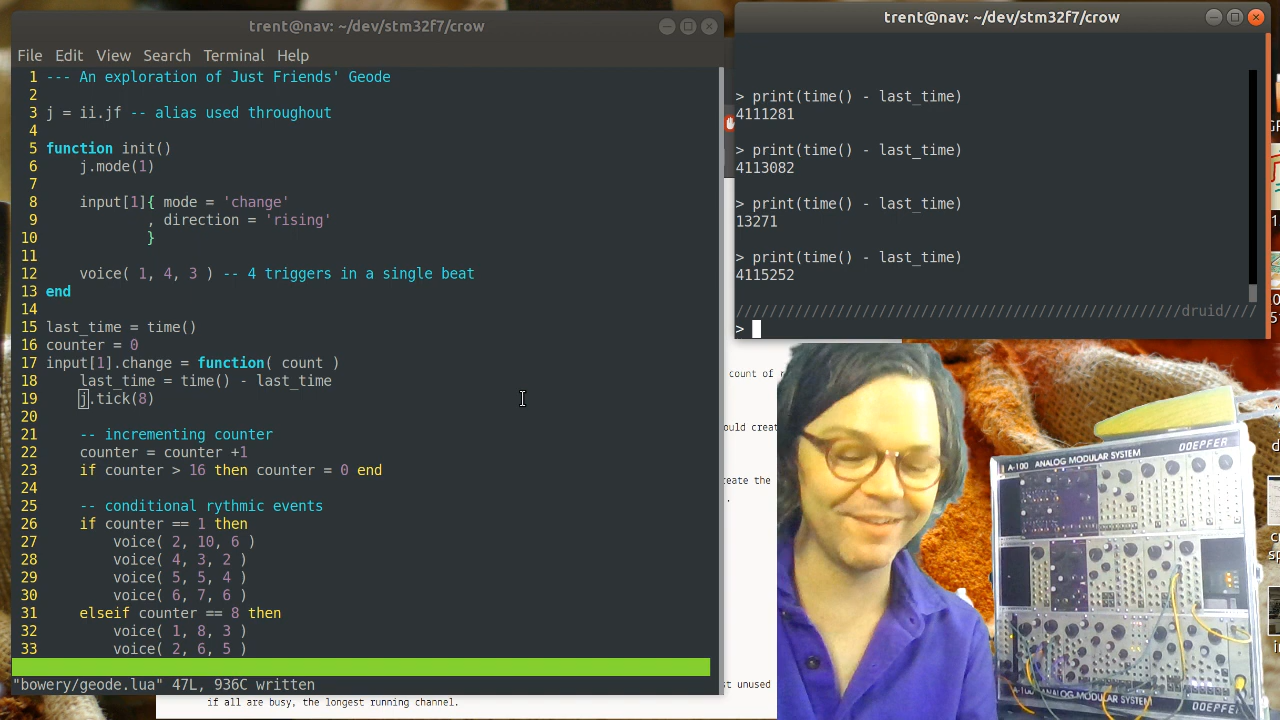 trent@nav: ~/dev/stm32f7/crow
File Edit View Search Terminal Help
1 --- An exploration of Just Friends' Geode
2
3 j = ii.jf -- alias used throughout
4
5 function init()
6 j.mode(1)
7
8 input[1]{ mode = 'change'
9 , direction = 'rising'
10 }
11
12 voice( 1, 4, 3 ) -- 4 triggers in a single beat
13 end
14
15 last_time = time()
16 counter = 0
17 input[1].change = function( count )
18 last_time = time() - last_time
19 j.tick(8)
20
21 -- incrementing counter
22 counter = counter +1
23 if counter > 16 then counter = 0 end
24
25 -- conditional rythmic events
26 if counter == 1 then
27 voice( 2, 10, 6 )
28 voice( 4, 3, 2 )
29 voice( 5, 5, 4 )
30 voice( 6, 7, 6 )
31 elseif counter == 8 then
32 voice( 1, 8, 3 )
33 voice( 2, 6, 5 )
"bowery/geode.lua" 47L, 936C written
trent@nav: ~/dev/stm32f7/crow
> print(time() - last_time)
4111281
> print(time() - last_time)
4113082
> print(time() - last_time)
13271
> print(time() - last_time)
4115252
/////////////////////////////////////////////////////druid////
>
count of
ould
eate the
st unused
if all are busy, the longest running channel.
A-100 ANALOG MODULAR SYSTEM DOEPFER
A-100 ANALOG MODULAR SYSTEM DOEPFER